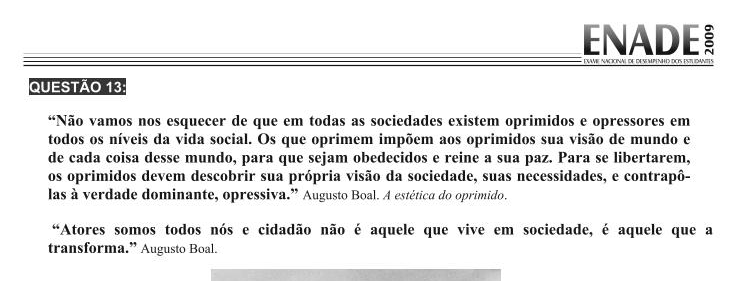 ENADE 2009
EXAME NACIONAL DE DESEMPENHO DOS ESTUDANTES
QUESTÃO 13:
“Não vamos nos esquecer de que em todas as sociedades existem oprimidos e opressores em
todos os níveis da vida social. Os que oprimem impõem aos oprimidos sua visão de mundo e
de cada coisa desse mundo, para que sejam obedecidos e reine a sua paz. Para se libertarem,
os oprimidos devem descobrir sua própria visão da sociedade, suas necessidades, e contrapô-
las à verdade dominante, opressiva.” Augusto Boal. A estética do oprimido.
“Atores somos todos nós e cidadão não é aquele que vive em sociedade, é aquele que a
transforma.” Augusto Boal.